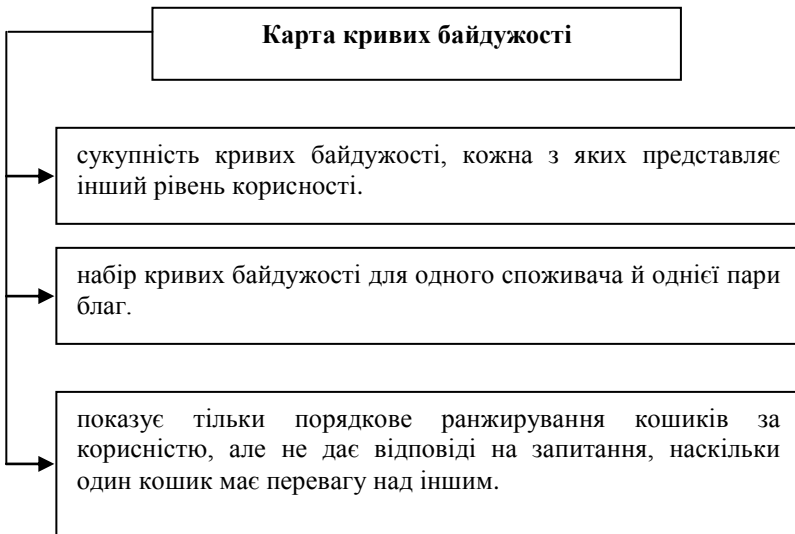 Карта кривих байдужості
сукупність кривих байдужості, кожна з яких представляє
інший рівень корисності.
набір кривих байдужості для одного споживача й однієї пари
благ.
показує тільки порядкове ранжирування кошиків за
корисністю, але не дає відповіді на запитання, наскільки
один кошик має перевагу над іншим.